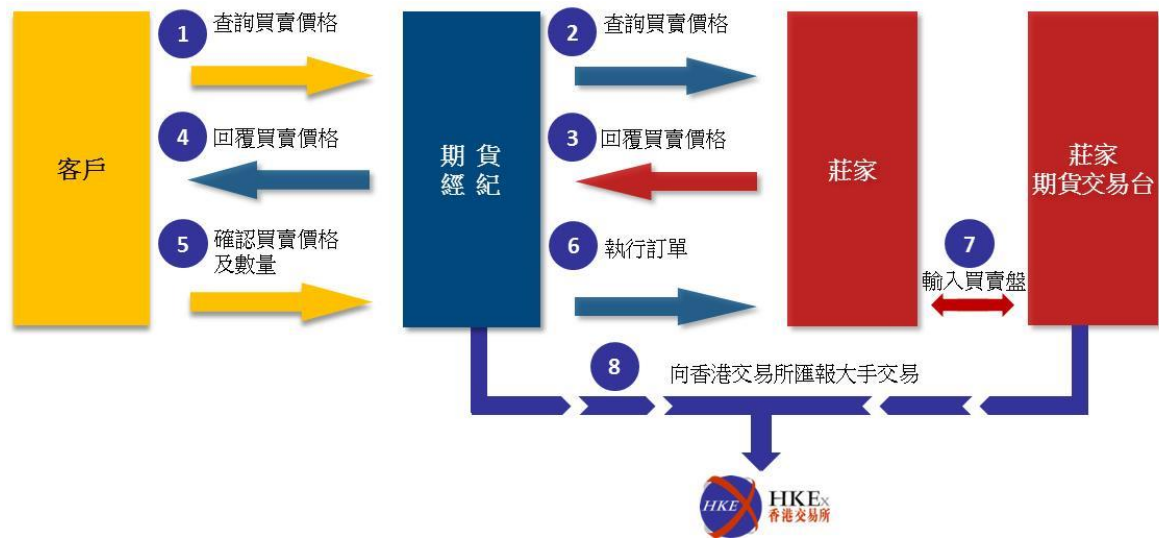 1
查詢買賣價格
2
查詢買賣價格
4
回覆買賣價格
3
回覆買賣價格
客戶
期 貨
經 紀
莊家
莊家
期貨交易台
5
確認買賣價格
及數量
6
執行訂單
7
輸入買賣盤
8
向香港交易所匯報大手交易
HKEX
HKEx
香港交易所